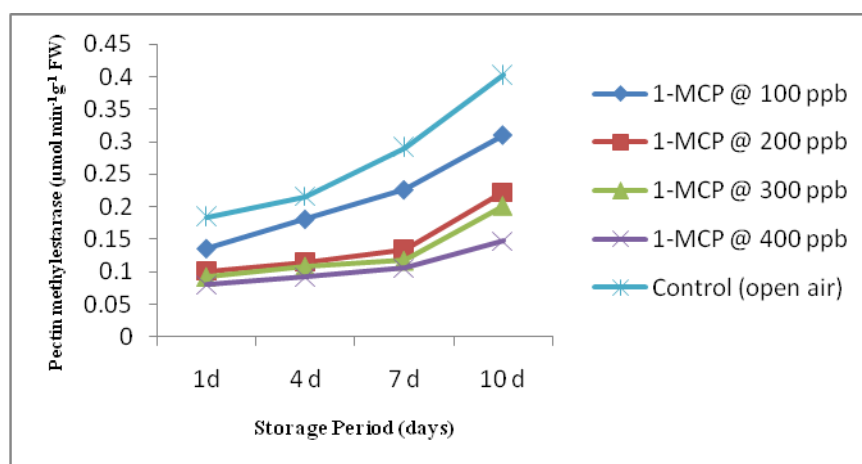 Pectin methylestarase (µmol min-¹g¹ FW)
0.45
0.4
0.35
0.3
0.25
0.2
0.15
0.1
0.05
0
1d
4 d
7 d
10 d
Storage Period (days)
1-MCP @ 100 ppb
1-MCP @ 200 ppb
1-MCP @ 300 ppb
1-MCP @ 400 ppb
Control (open air)